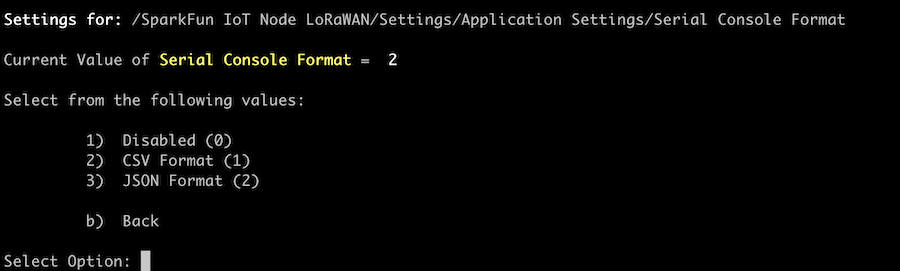 Settings for: /SparkFun IoT Node LoRaWAN/Settings/Application Settings/Serial Console Format
Current Value of Serial Console Format =  2
Select from the following values:
1)  Disabled (0)
2)  CSV Format (1)
3)  JSON Format (2)
b)  Back
Select Option: